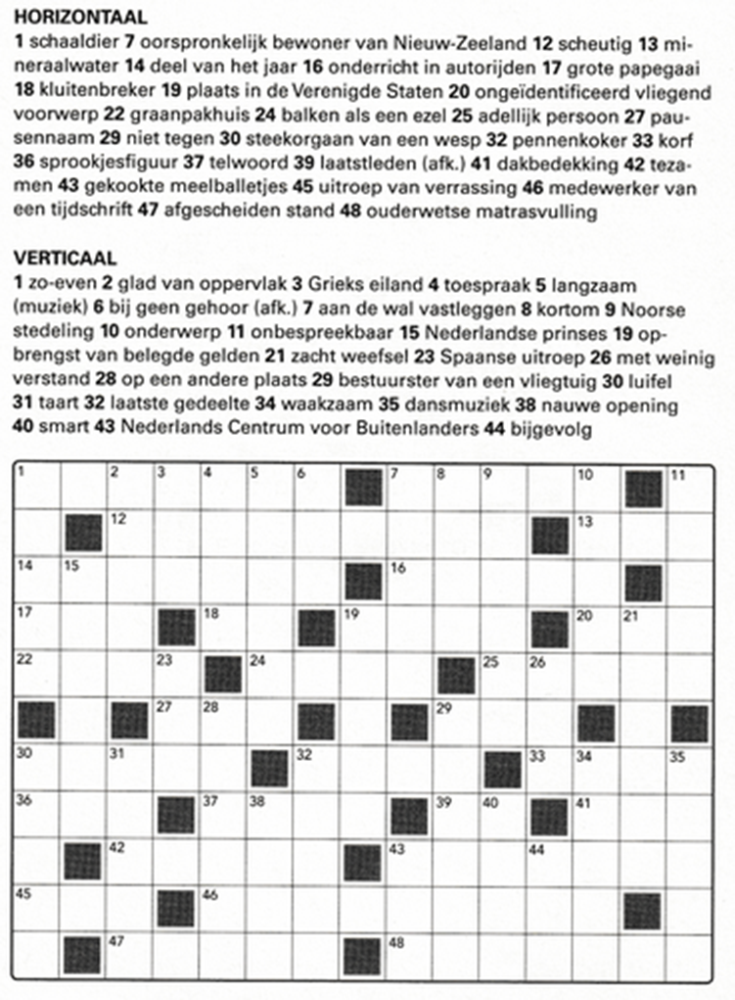 HORIZONTAAL
1 schaaldier 7 oorspronkelijk bewoner van Nieuw-Zeeland 12 scheutig 13 mi-
neraalwater 14 deel van het jaar 16 onderricht in autorijden 17 grote papegaai
18 kluitenbreker 19 plaats in de Verenigde Staten 20 ongeïdentificeerd vliegend
voorwerp 22 graanpakhuis 24 balken als een ezel 25 adellijk persoon 27 pau-
sennaam 29 niet tegen 30 steekorgaan van een wesp 32 pennenkoker 33 korf
36 sprookjesfiguur 37 telwoord 39 laatstleden (afk.) 41 dakbedekking 42 teza-
men 43 gekookte meelballetjes 45 uitroep van verrassing 46 medewerker van
een tijdschrift 47 afgescheiden stand 48 ouderwetse matrasvulling
VERTICAAL
1 zo-even 2 glad van oppervlak 3 Grieks eiland 4 toespraak 5 langzaam
(muziek) 6 bij geen gehoor (afk.) 7 aan de wal vastleggen 8 kortom 9 Noorse
stedeling 10 onderwerp 11 onbespreekbaar 15 Nederlandse prinses 19 op-
brengst van belegde gelden 21 zacht weefsel 23 Spaanse uitroep 26 met weinig
verstand 28 op een andere plaats 29 bestuurster van een vliegtuig 30 luifel
31 taart 32 laatste gedeelte 34 waakzaam 35 dansmuziek 38 nauwe opening
40 smart 43 Nederlands Centrum voor Buitenlanders 44 bijgevolg
1 2 3 4 5 6 7 8 9 10 11
12 13
14 15 16
17 18 19 20 21
22 23 24 25 26
27 28 29
30 31 32 33 34 35
36 37 38 39 40 41
42 43 44
45 46
47 48